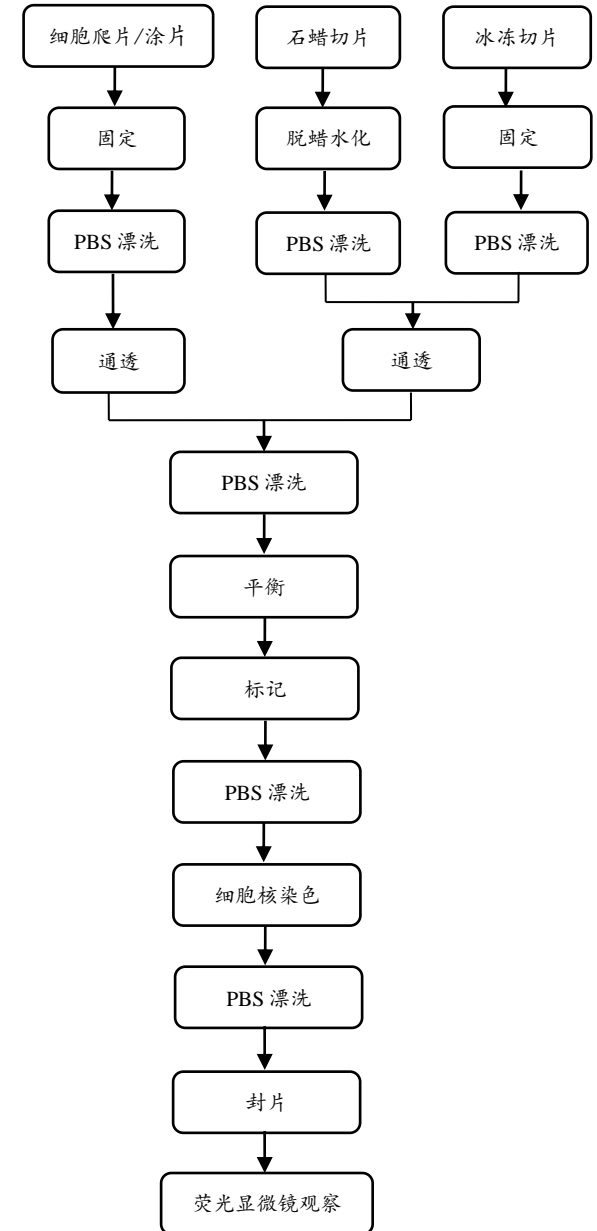 细胞爬片/涂片
石蜡切片
冰冻切片
固定
脱蜡水化
固定
PBS 漂洗
PBS 漂洗
PBS 漂洗
通透
通透
PBS 漂洗
平衡
标记
PBS 漂洗
细胞核染色
PBS 漂洗
封片
荧光显微镜观察